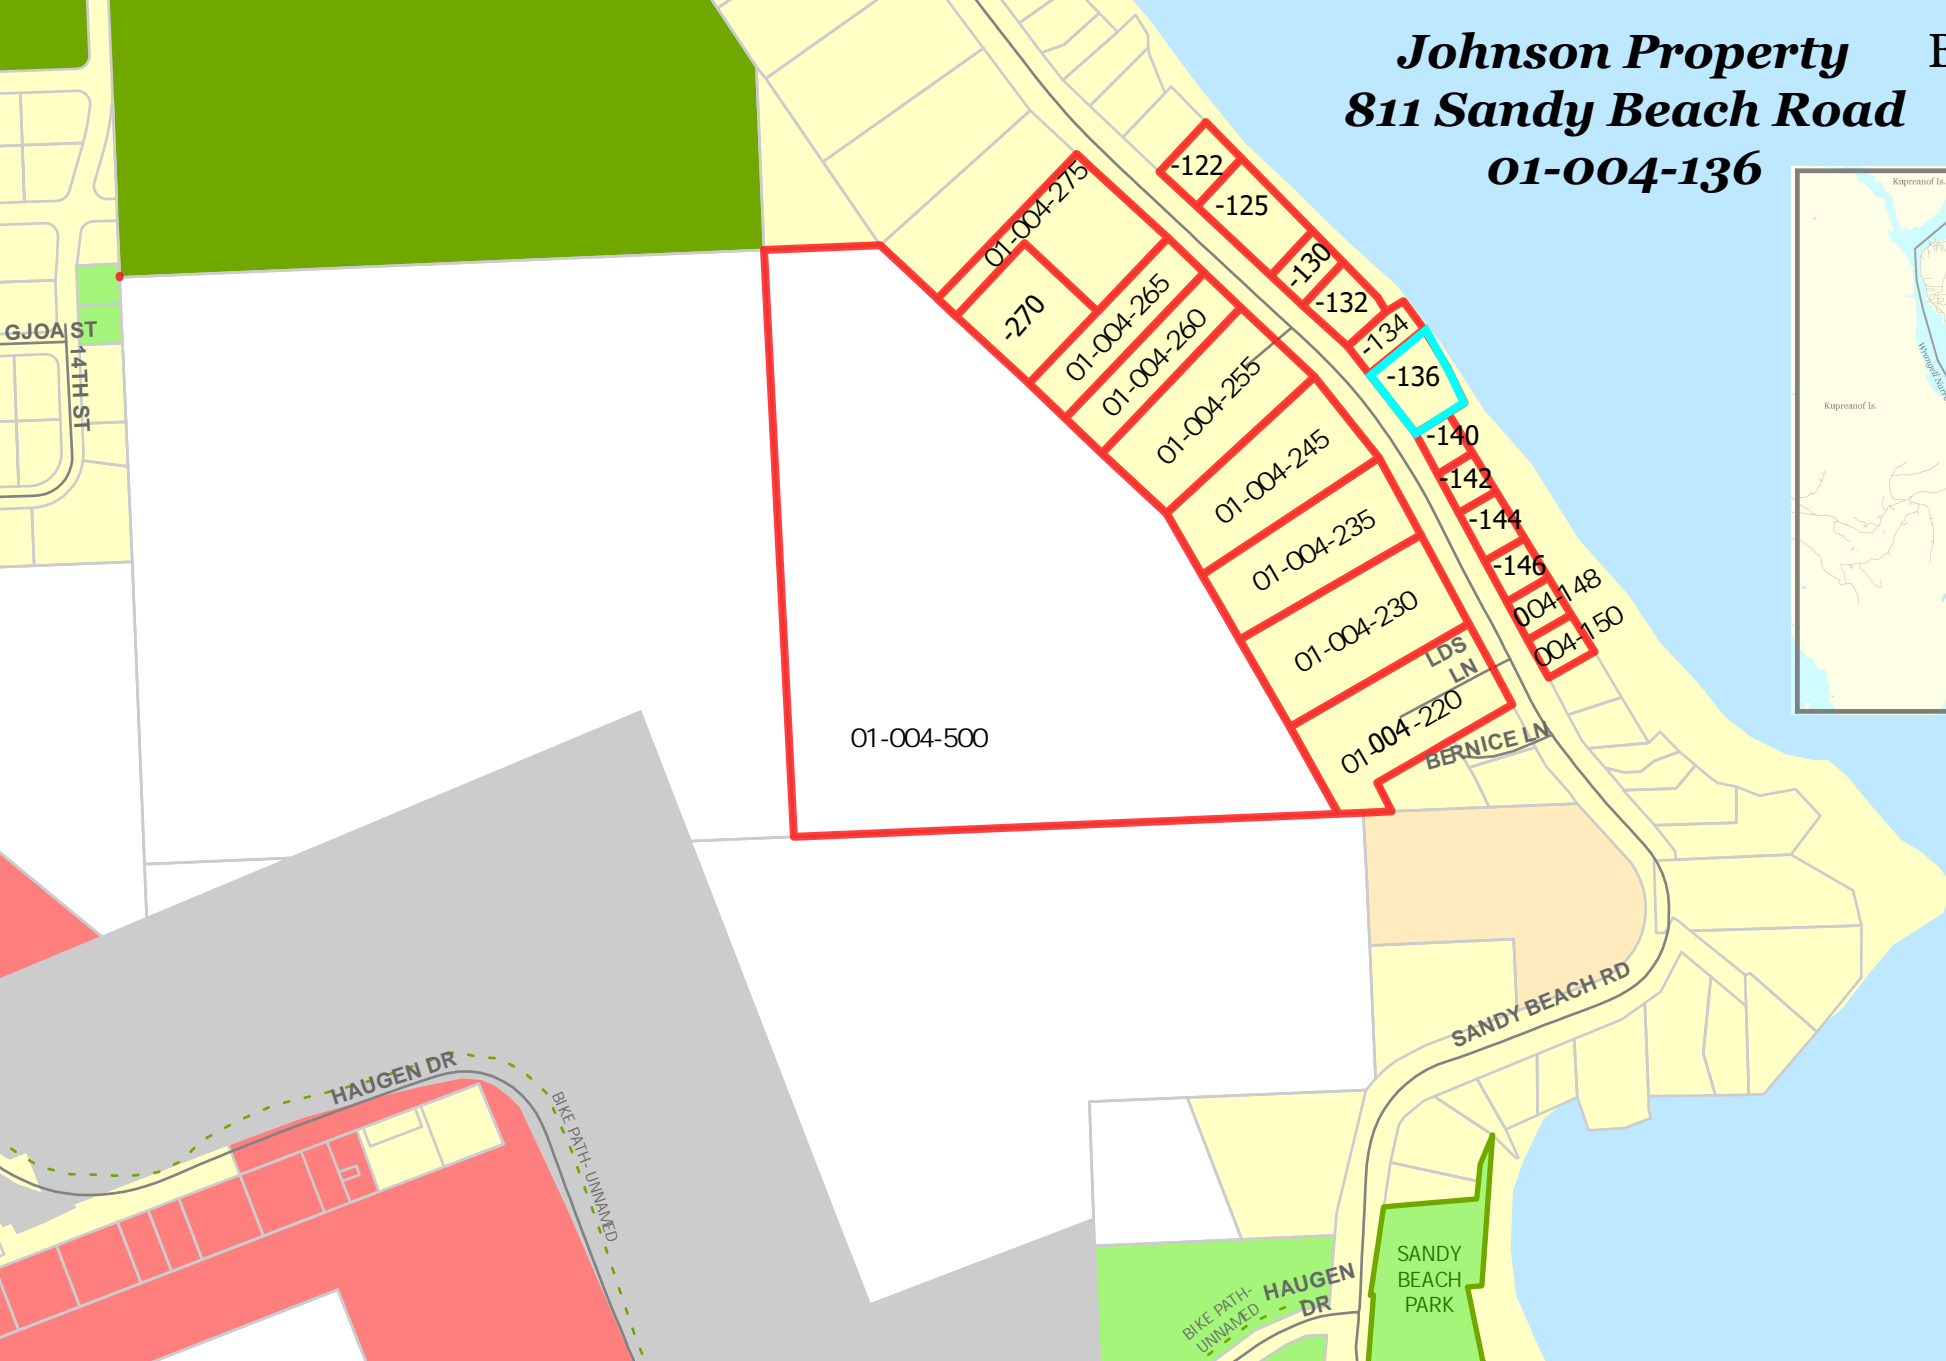 Johnson Property
811 Sandy Beach Road
01-004-136
Kupreanof Is.
Kupreanof Is.
-122
-125
-130
-132
-134
-136
-140
-142
-144
-146
004-148
004-150
01-004-275
-270
01-004-265
01-004-260
01-004-255
01-004-245
01-004-235
01-004-230
01-004-220
01-004-500
LDS
LN
BERNICE LN
GJOA ST
14TH ST
SANDY BEACH RD
HAUGEN DR
BIKE PATH- UNNAMED
HAUGEN
DR
BIKE PATH-
UNNAMED
SANDY
BEACH
PARK